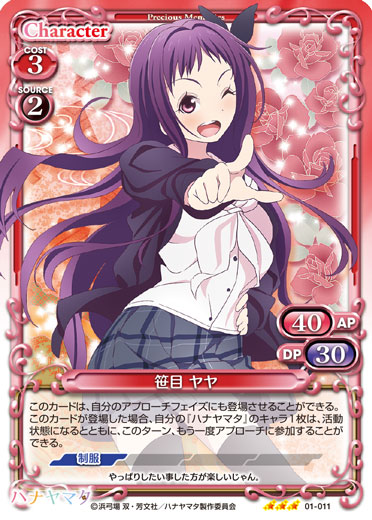 Precious Memories
Character
COST
3
SOURCE
2
40 AP
DP 30
笹目 ヤヤ
このカードは、自分のアプローチフェイズにも登場させることができる。
このカードが登場した場合、自分の『ハナヤマタ』のキャラ1枚は、活動
状態になるとともに、このターン、もう一度アプローチに参加することが
できる。
制服
やっぱりしたい事した方が楽しいじゃん。
ハナヤマタ
©浜弓場 双・芳文社/ハナヤマタ製作委員会
★★★ 01-011